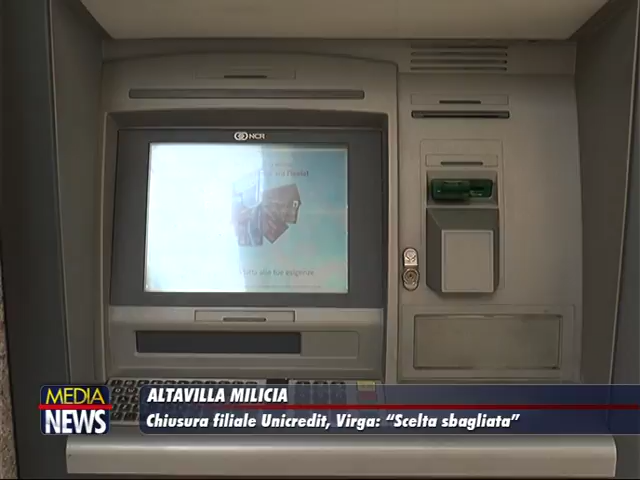 NCR
ALTAVILLA MILICIA
MEDIA
NEWS
Chiusura filiale Unicredit, Virga: “Scelta sbagliata”